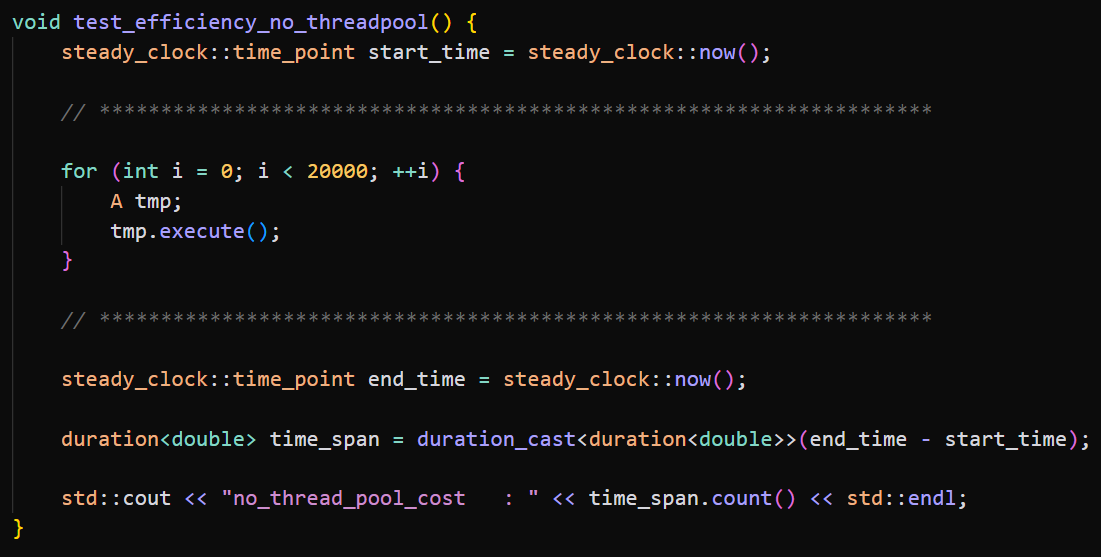 void test_efficiency_no_threadpool() {
    steady_clock::time_point start_time = steady_clock::now();
    // ********************************************************************
    for (int i = 0; i < 20000; ++i) {
        A tmp;
        tmp.execute();
    }
    // ********************************************************************
    steady_clock::time_point end_time = steady_clock::now();
    duration<double> time_span = duration_cast<duration<double>>(end_time - start_time);
    std::cout << "no_thread_pool_cost   : " << time_span.count() << std::endl;
}